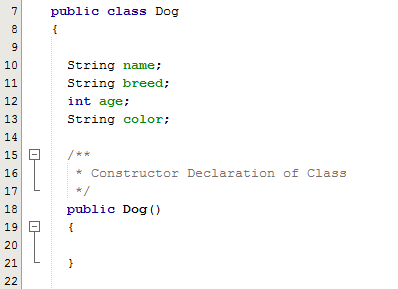 7 public class Dog
8 {
9
10 String name;
11 String breed;
12 int age;
13 String color;
14
15 /**
16 * Constructor Declaration of Class
17 */
18 public Dog()
19 {
20
21 }
22